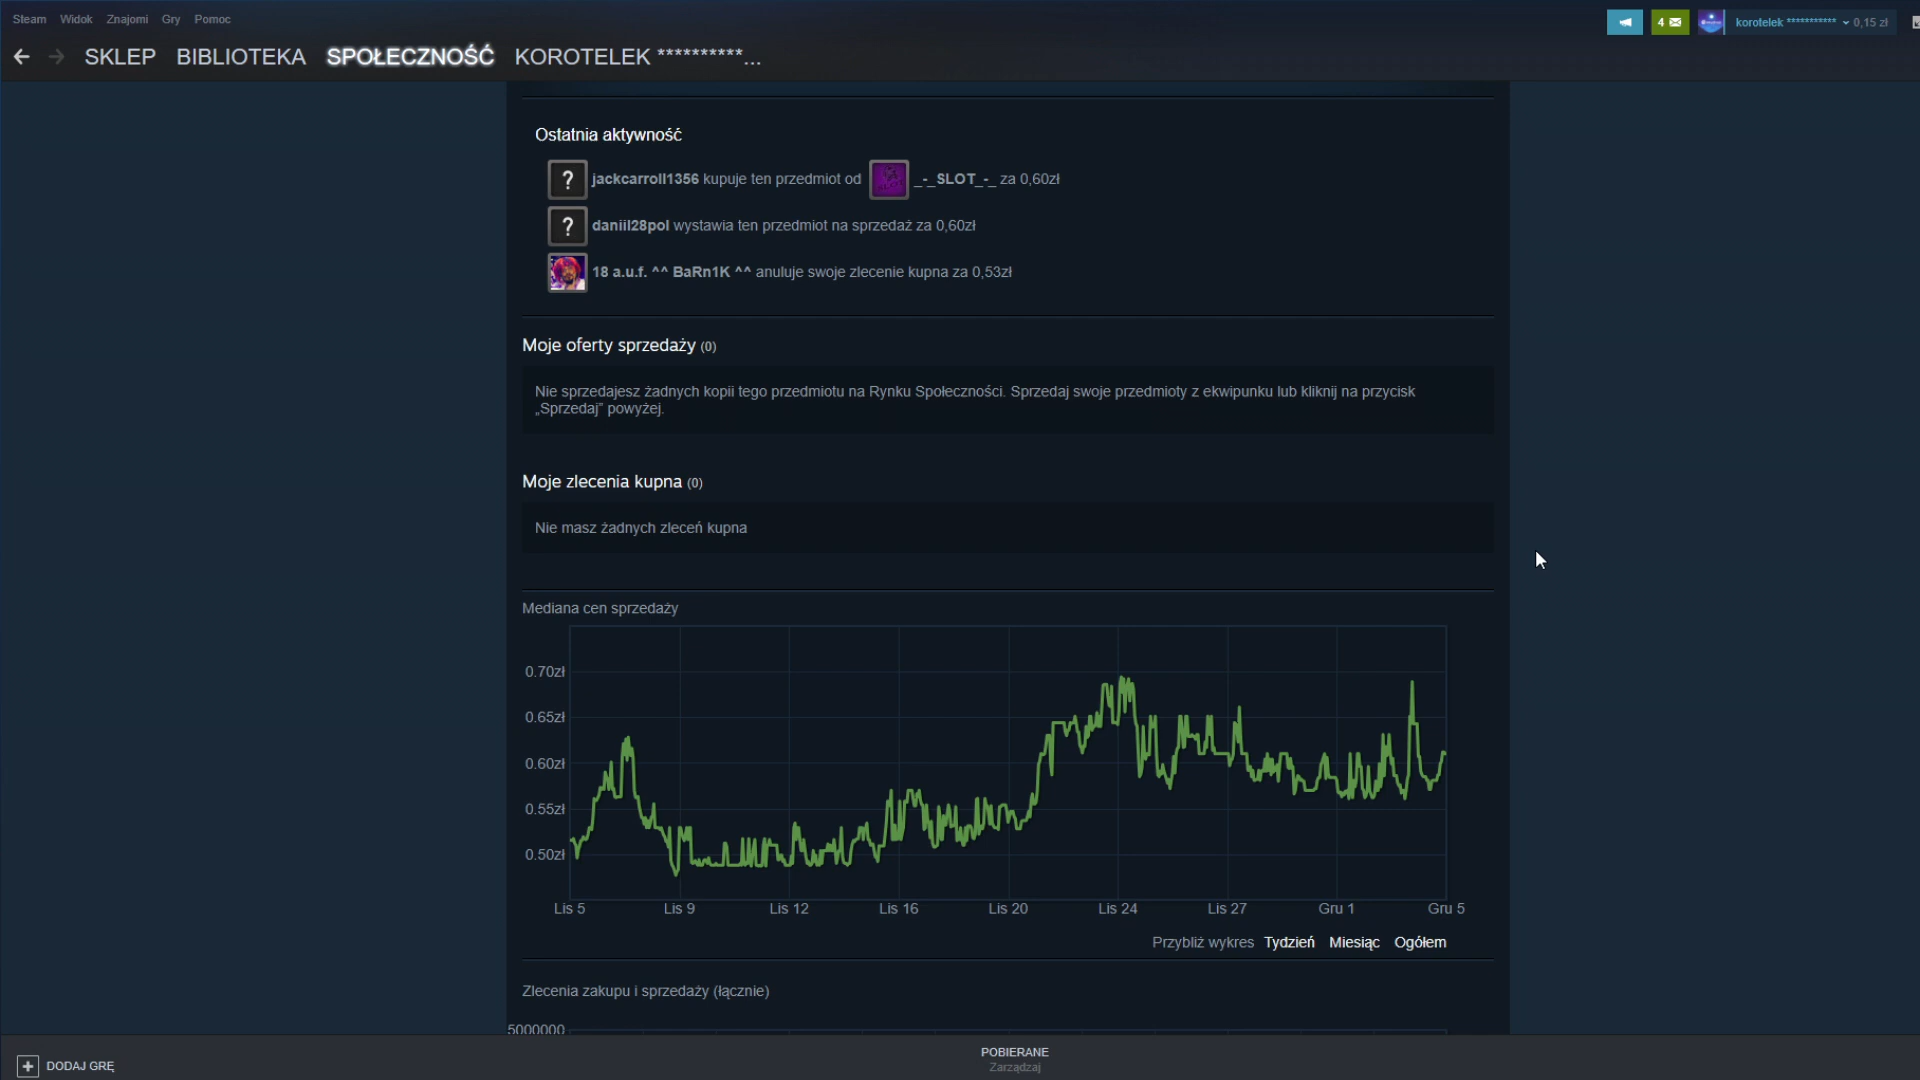 Steam Widok Znajomi Gry Pomoc
4 korotelek *********** 0,15 zł
SKLEP BIBLIOTEKA SPOŁECZNOŚĆ KOROTELEK **********...
Ostatnia aktywność
jackcarroll1356 kupuje ten przedmiot od _-_SLOT_-_ za 0,60zł
daniil28pol wystawia ten przedmiot na sprzedaż za 0,60zł
18 a.u.f. ^^ BaRn1K ^^ anuluje swoje zlecenie kupna za 0,53zł
Moje oferty sprzedaży (0)
Nie sprzedajesz żadnych kopii tego przedmiotu na Rynku Społeczności. Sprzedaj swoje przedmioty z ekwipunku lub kliknij na przycisk
„Sprzedaj” powyżej.
Moje zlecenia kupna (0)
Nie masz żadnych zleceń kupna
Mediana cen sprzedaży
0.70zł
0.65zł
0.60zł
0.55zł
0.50zł
Lis 5 Lis 9 Lis 12 Lis 16 Lis 20 Lis 24 Lis 27 Gru 1 Gru 5
Przybliż wykres Tydzień Miesiąc Ogółem
Zlecenia zakupu i sprzedaży (łącznie)
5000000
DODAJ GRĘ
POBIERANE
Zarządzaj